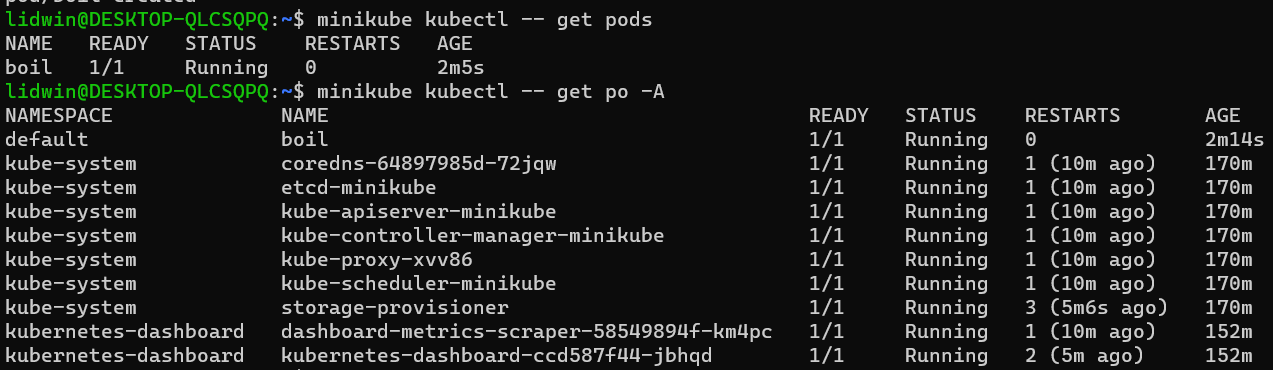 pod/boil created
lidwin@DESKTOP-QLCSQPQ:~$ minikube kubectl -- get pods
NAME   READY   STATUS    RESTARTS   AGE
boil   1/1     Running   0          2m5s
lidwin@DESKTOP-QLCSQPQ:~$ minikube kubectl -- get po -A
NAMESPACE              NAME                                        READY   STATUS    RESTARTS       AGE
default                boil                                        1/1     Running   0              2m14s
kube-system            coredns-64897985d-72jqw                     1/1     Running   1 (10m ago)    170m
kube-system            etcd-minikube                               1/1     Running   1 (10m ago)    170m
kube-system            kube-apiserver-minikube                     1/1     Running   1 (10m ago)    170m
kube-system            kube-controller-manager-minikube            1/1     Running   1 (10m ago)    170m
kube-system            kube-proxy-xvv86                            1/1     Running   1 (10m ago)    170m
kube-system            kube-scheduler-minikube                     1/1     Running   1 (10m ago)    170m
kube-system            storage-provisioner                         1/1     Running   3 (5m6s ago)   170m
kubernetes-dashboard   dashboard-metrics-scraper-58549894f-km4pc   1/1     Running   1 (10m ago)    152m
kubernetes-dashboard   kubernetes-dashboard-ccd587f44-jbhqd        1/1     Running   2 (5m ago)     152m